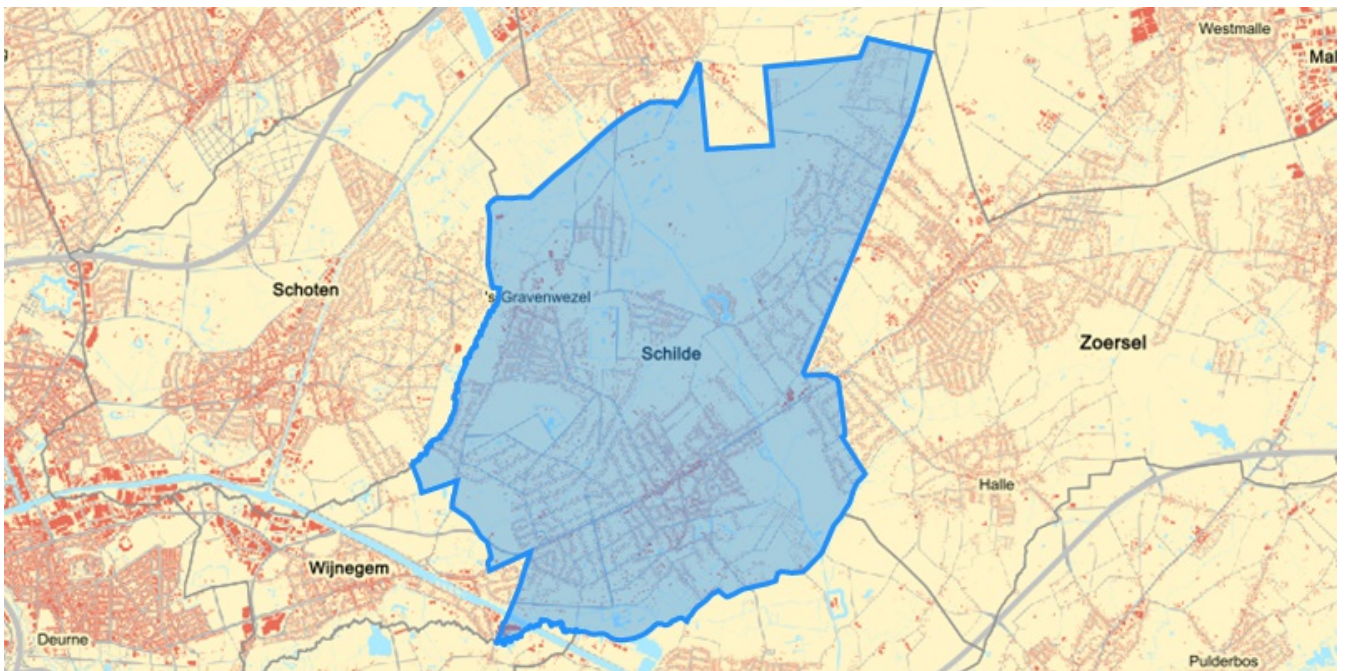 Westmalle
Mal
Schoten
's Gravenwezel
Schilde
Zoersel
Halle
Wijnegem
Deurne
Pulderbos